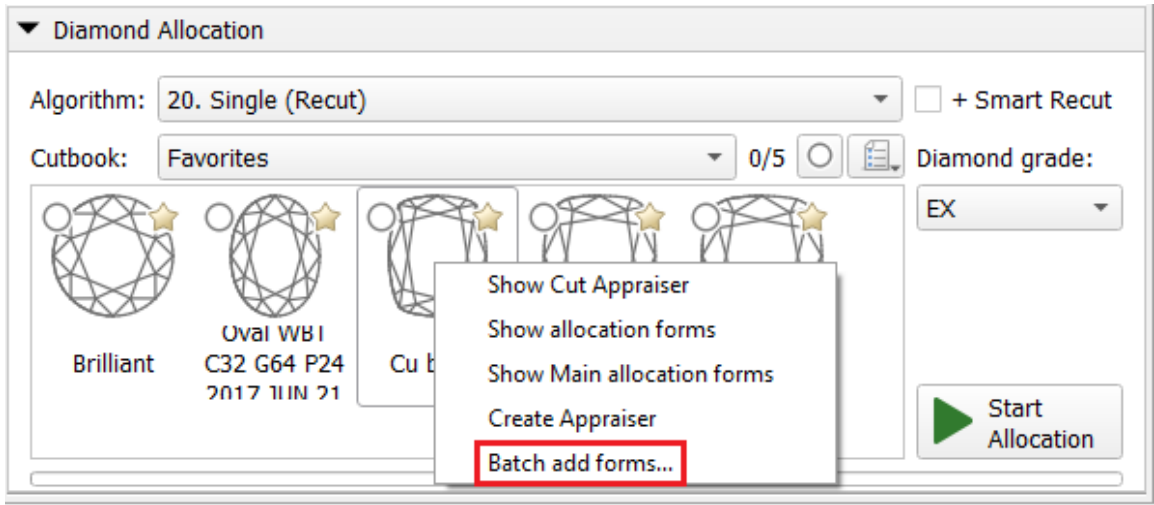 Diamond Allocation
Algorithm:
20. Single (Recut)
+ Smart Recut
Cutbook:
Favorites
0/5
Diamond grade:
EX
Brilliant
Oval WBT
C32 G64 P24
2017 JUN 21
Cu b
Show Cut Appraiser
Show allocation forms
Show Main allocation forms
Create Appraiser
Batch add forms...
Start
Allocation